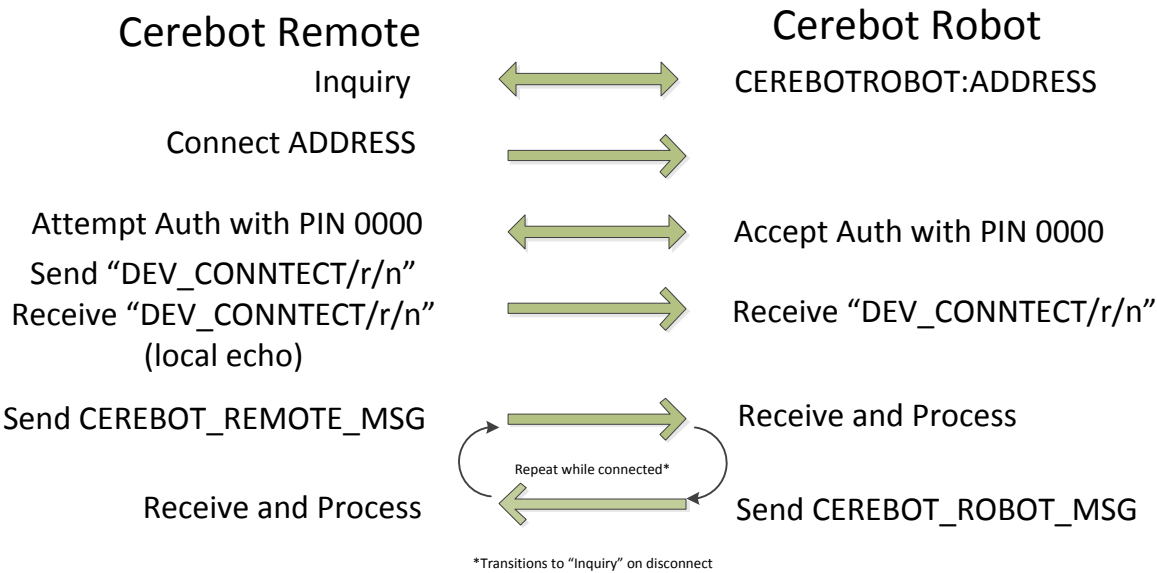 Cerebot Remote
Cerebot Robot
Inquiry
CEREBOTROBOT:ADDRESS
Connect ADDRESS
Attempt Auth with PIN 0000
Accept Auth with PIN 0000
Send “DEV_CONNTECT/r/n”
Receive “DEV_CONNTECT/r/n”
(local echo)
Receive “DEV_CONNTECT/r/n”
Send CEREBOT_REMOTE_MSG
Receive and Process
Repeat while connected*
Receive and Process
Send CEREBOT_ROBOT_MSG
*Transitions to “Inquiry” on disconnect